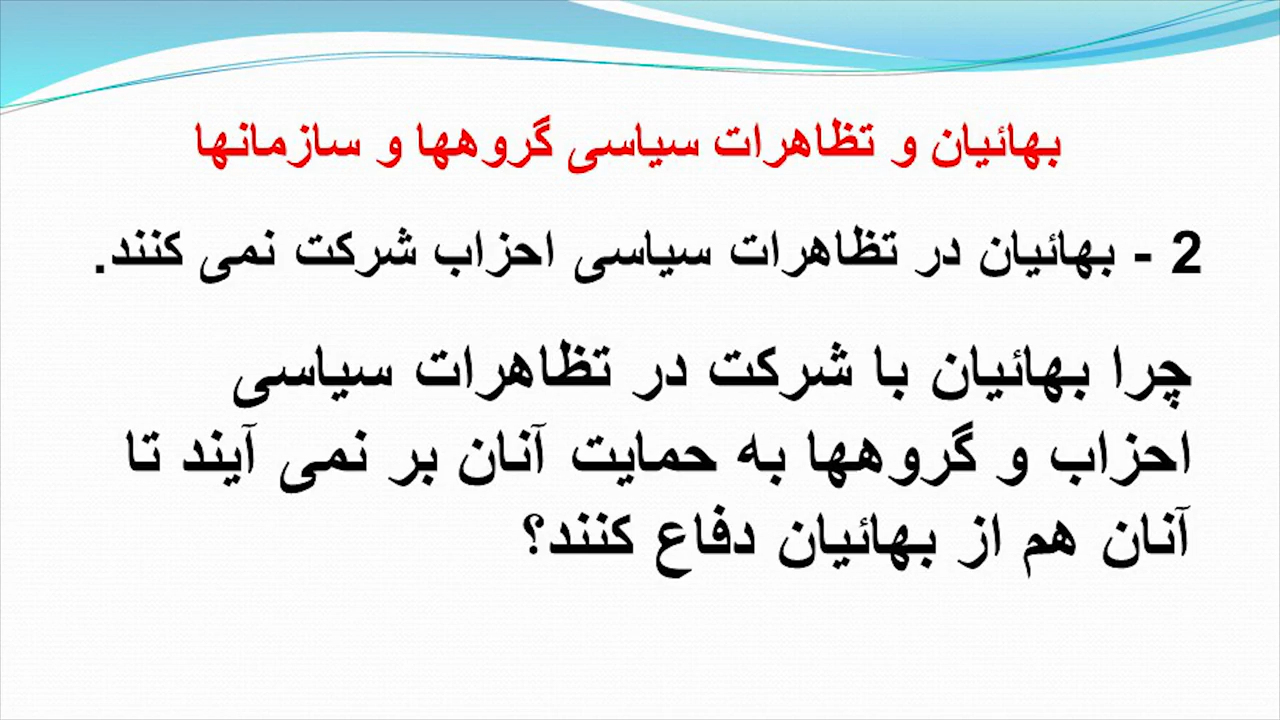 بهائیان و تظاهرات سیاسی گروهها و سازمانها
2 - بهائیان در تظاهرات سیاسی احزاب شرکت نمی کنند.
چرا بهائیان با شرکت در تظاهرات سیاسی
احزاب و گروهها به حمایت آنان بر نمی آیند تا
آنان هم از بهائیان دفاع کنند؟